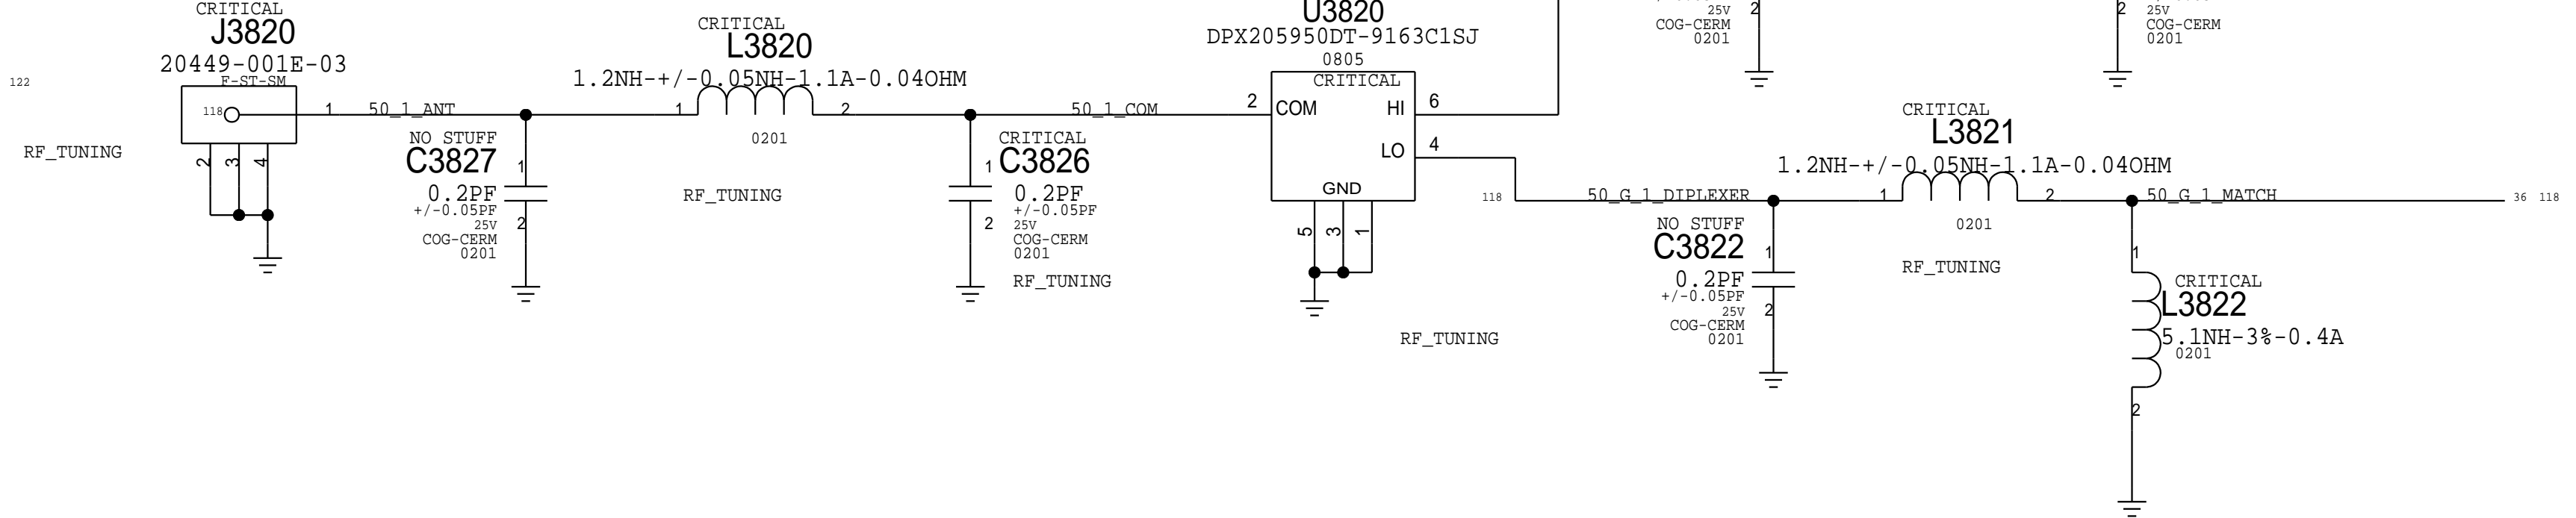 CRITICAL
J3820
20449-001E-03
F-ST-SM
122
118
1
50_1_ANT
RF_TUNING
2
3
4
NO STUFF
C3827
1
0.2PF
+/-0.05PF
25V
2
COG-CERM
0201
CRITICAL
L3820
1.2NH-+/-0.05NH-1.1A-0.04OHM
1
2
0201
RF_TUNING
50_1_COM
CRITICAL
1
C3826
0.2PF
+/-0.05PF
2
25V
COG-CERM
0201
RF_TUNING
U3820
DPX205950DT-9163C1SJ
0805
CRITICAL
2
COM
HI
6
LO
4
GND
5
3
1
RF_TUNING
25V
2
COG-CERM
0201
2
25V
COG-CERM
0201
118
50_G_1_DIPLEXER
NO STUFF
C3822
1
0.2PF
+/-0.05PF
25V
2
COG-CERM
0201
CRITICAL
L3821
1.2NH-+/-0.05NH-1.1A-0.04OHM
1
2
0201
RF_TUNING
50_G_1_MATCH
36 118
1
CRITICAL
L3822
5.1NH-3%-0.4A
0201
2